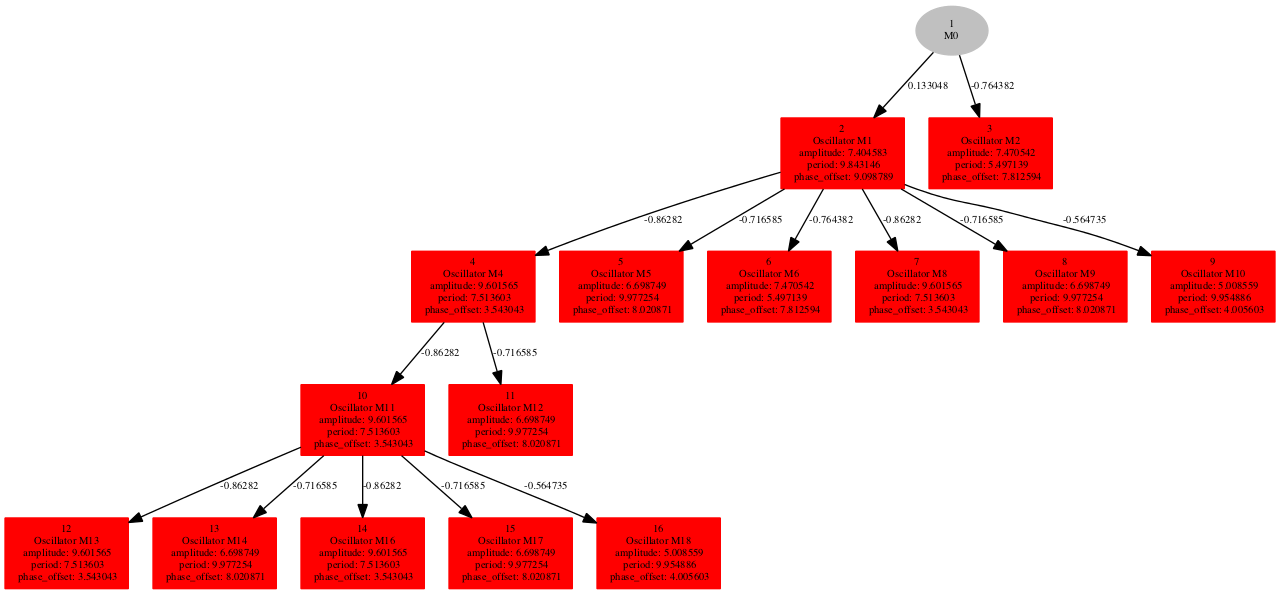 1
M0
0.133048
-0.764382
2
Oscillator M1
amplitude: 7.404583
period: 9.843146
phase_offset: 9.098789
3
Oscillator M2
amplitude: 7.470542
period: 5.497139
phase_offset: 7.812594
-0.86282
-0.716585
-0.764382
-0.86282
-0.716585
-0.564735
4
Oscillator M4
amplitude: 9.601565
period: 7.513603
phase_offset: 3.543043
5
Oscillator M5
amplitude: 6.698749
period: 9.977254
phase_offset: 8.020871
6
Oscillator M6
amplitude: 7.470542
period: 5.497139
phase_offset: 7.812594
7
Oscillator M8
amplitude: 9.601565
period: 7.513603
phase_offset: 3.543043
8
Oscillator M9
amplitude: 6.698749
period: 9.977254
phase_offset: 8.020871
9
Oscillator M10
amplitude: 5.008559
period: 9.954886
phase_offset: 4.005603
-0.86282
-0.716585
10
Oscillator M11
amplitude: 9.601565
period: 7.513603
phase_offset: 3.543043
11
Oscillator M12
amplitude: 6.698749
period: 9.977254
phase_offset: 8.020871
-0.86282
-0.716585
-0.86282
-0.716585
-0.564735
12
Oscillator M13
amplitude: 9.601565
period: 7.513603
phase_offset: 3.543043
13
Oscillator M14
amplitude: 6.698749
period: 9.977254
phase_offset: 8.020871
14
Oscillator M16
amplitude: 9.601565
period: 7.513603
phase_offset: 3.543043
15
Oscillator M17
amplitude: 6.698749
period: 9.977254
phase_offset: 8.020871
16
Oscillator M18
amplitude: 5.008559
period: 9.954886
phase_offset: 4.005603